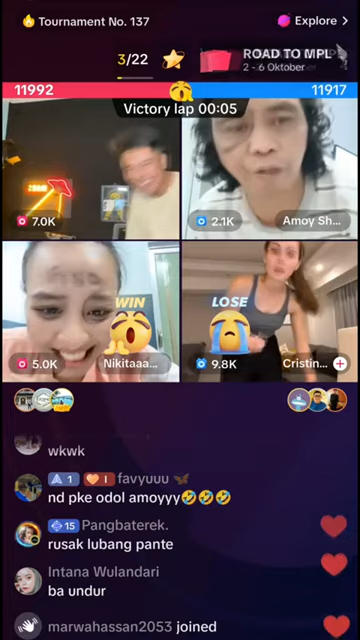 Tournament No. 137
Explore >
3/22
ROAD TO MPL
2 - 6 Oktober
11992
11917
Victory lap 00:05
7.0K
2.1K
Amoy Sh...
WIN
LOSE
5.0K
Nikitaaa...
9.8K
Cristin...
wkwk
1
I
favyuuu
nd pke odol amoyyy🤣🤣🤣
15
Pangbaterek.
rusak lubang pante
Intana Wulandari
ba undur
marwahassan2053 joined